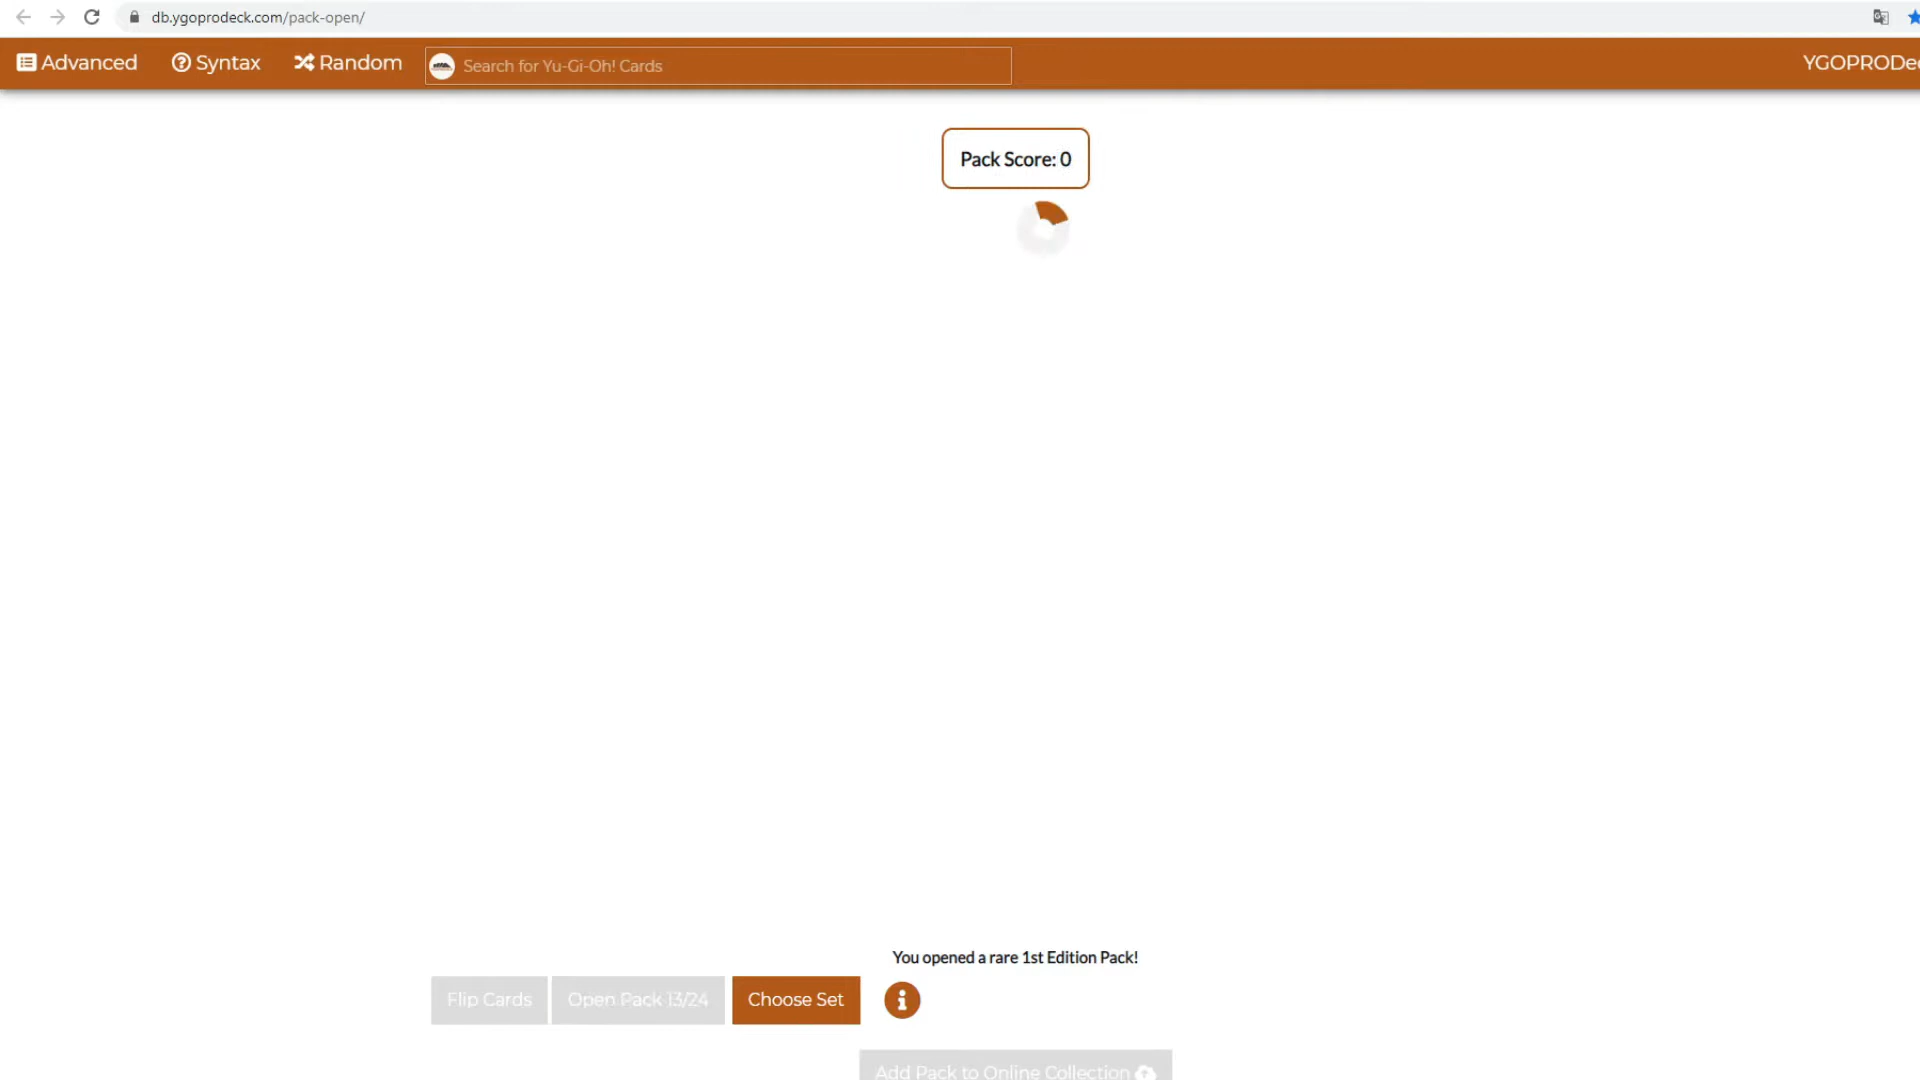 db.ygoprodeck.com/pack-open/
Advanced Syntax Random Search for Yu-Gi-Oh! Cards
Pack Score: 0
You opened a rare 1st Edition Pack!
Flip Cards Open Pack 13/24 Choose Set
Add Pack to Online Collection